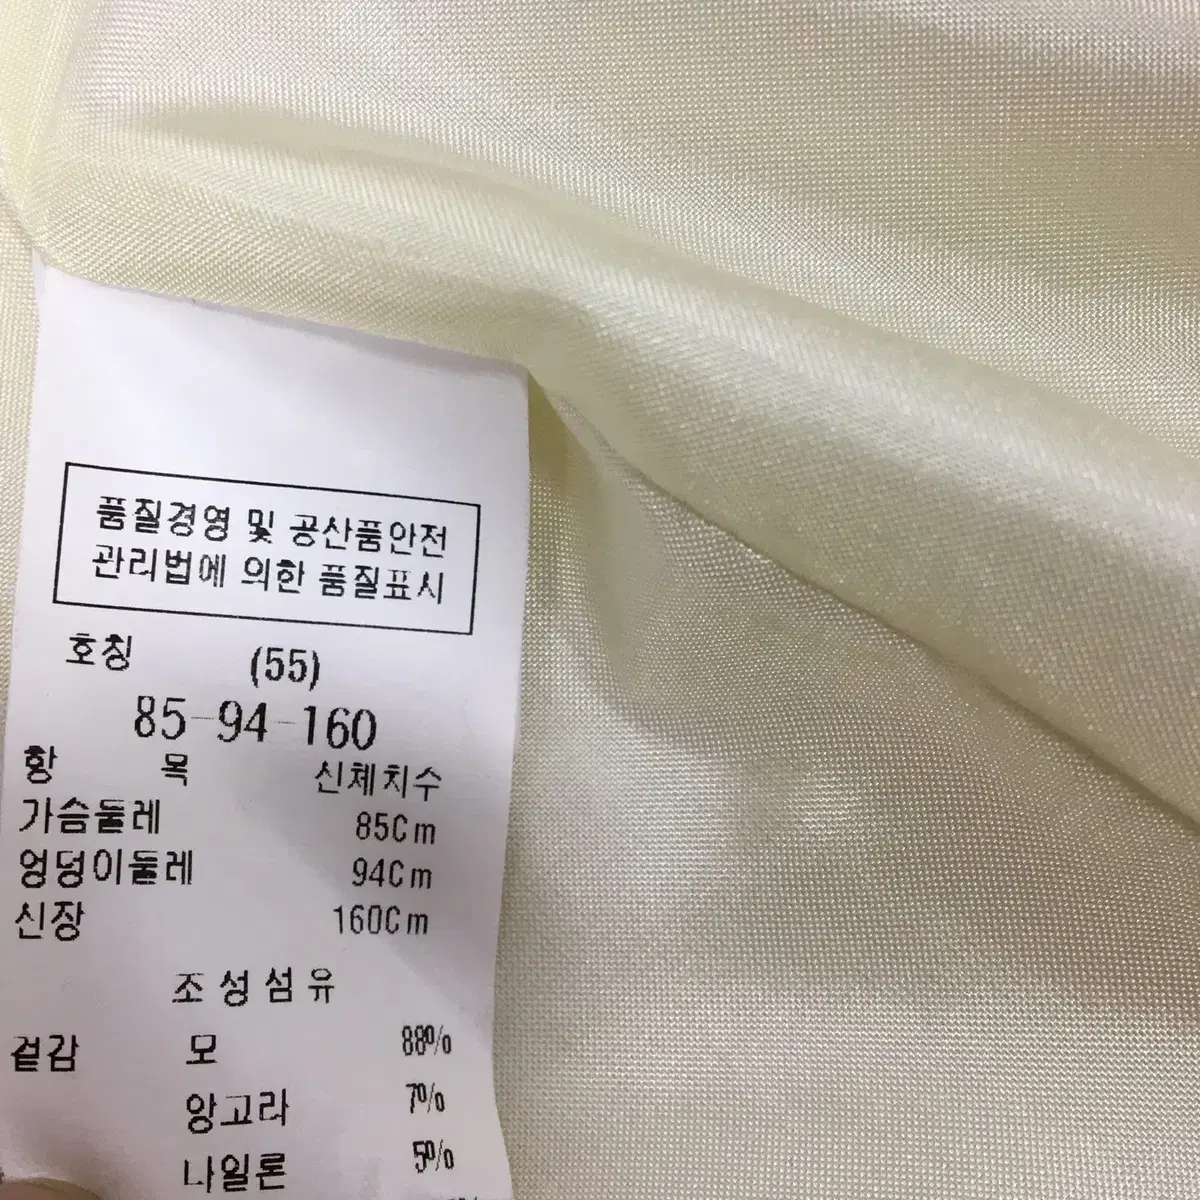 품질경영 및 공산품안전
관리법에 의한 품질표시
호칭 (55)
85-94-160
항 목 신체치수
가슴둘레 85Cm
엉덩이둘레 94Cm
신장 160Cm
조성섬유
겉감 모 88%
앙고라 7%
나일론 5%